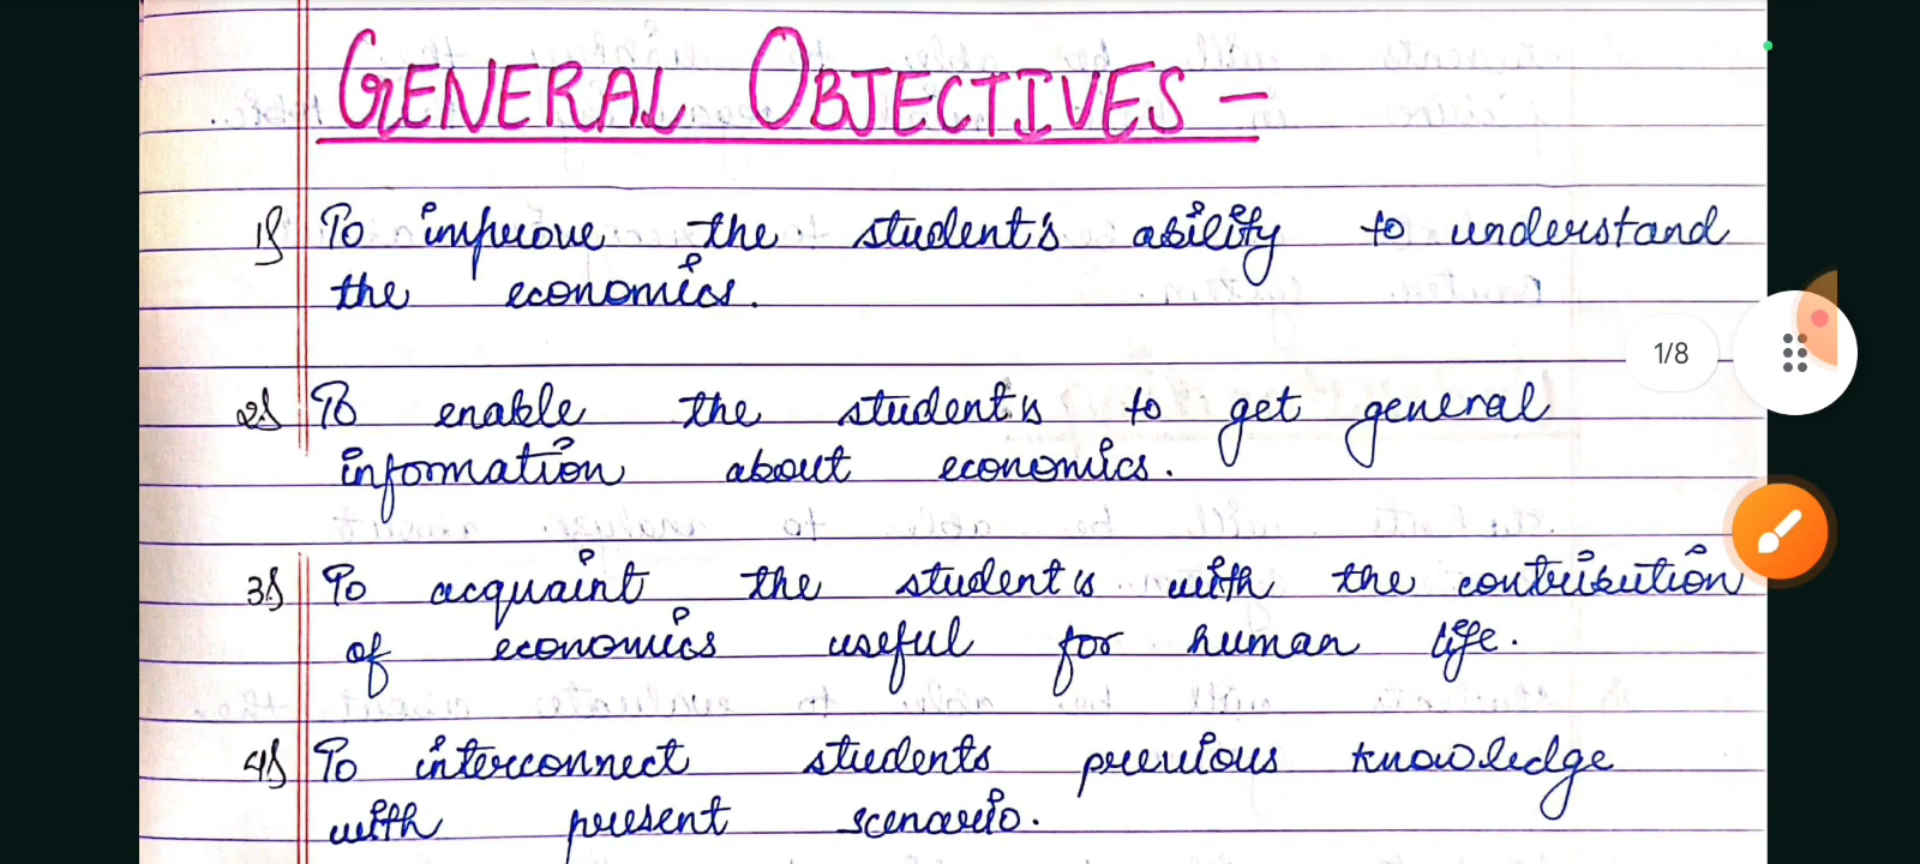 GENERAL OBJECTIVES -
1) To improve the student's ability to understand
the economics.
2) To enable the students to get general
information about economics.
3) To acquaint the students with the contribution
of economics useful for human life.
4) To interconnect students previous knowledge
with present scenario.
1/8